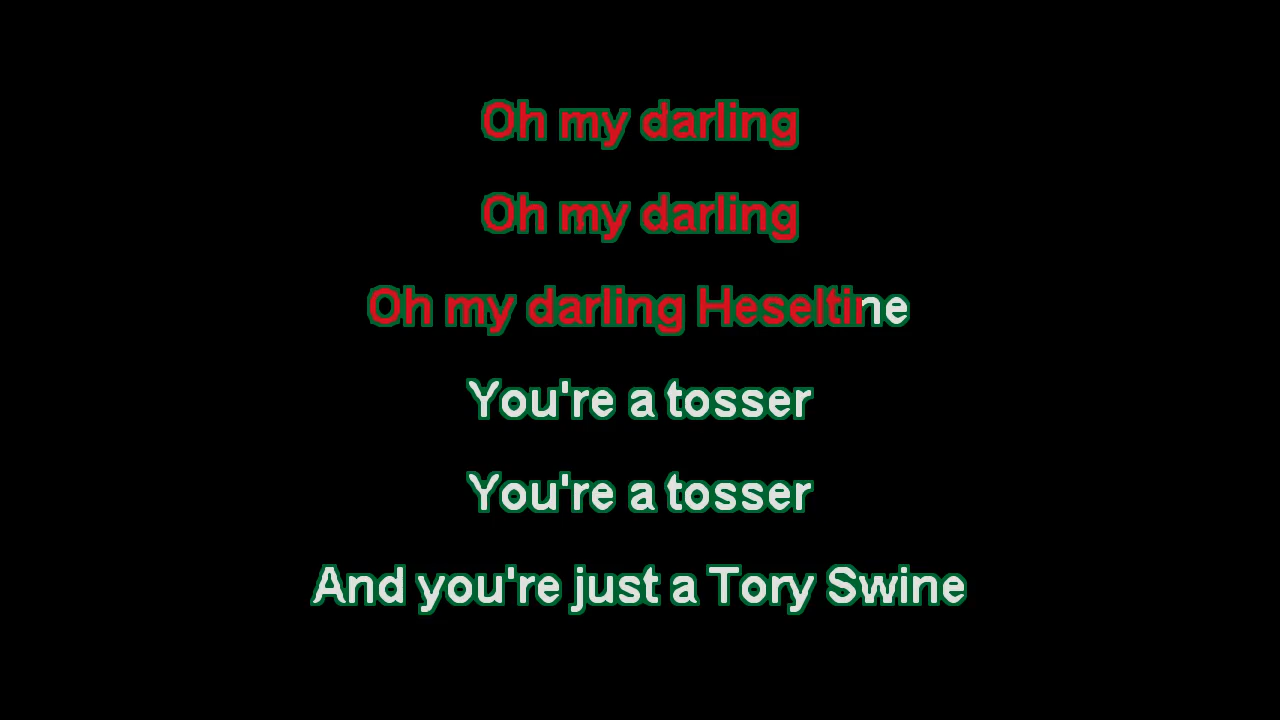 Oh my darling
Oh my darling
Oh my darling Heseltine
You're a tosser
You're a tosser
And you're just a Tory Swine